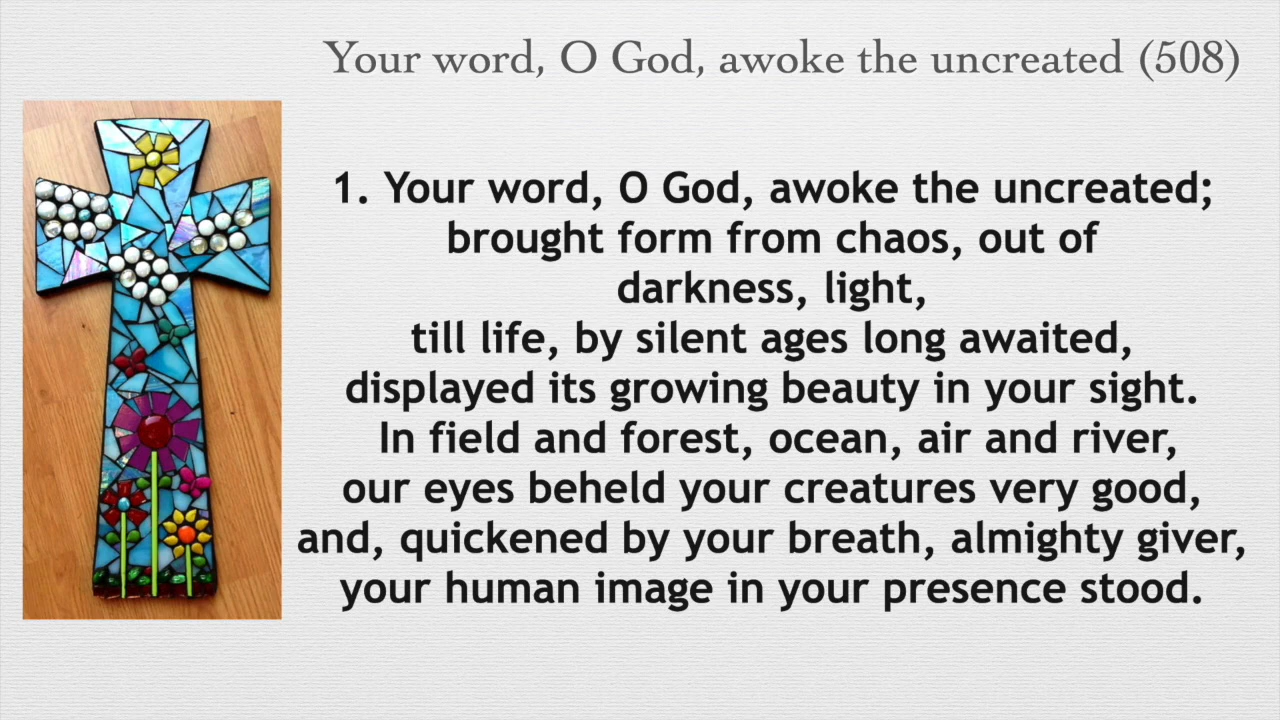 Your word, O God, awoke the uncreated (508)
1. Your word, O God, awoke the uncreated;
brought form from chaos, out of
darkness, light,
till life, by silent ages long awaited,
displayed its growing beauty in your sight.
In field and forest, ocean, air and river,
our eyes beheld your creatures very good,
and, quickened by your breath, almighty giver,
your human image in your presence stood.